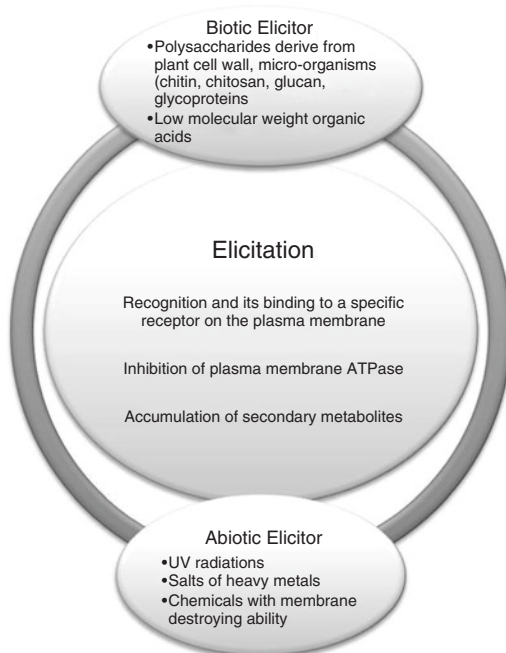 Biotic Elicitor
•Polysaccharides derive from
plant cell wall, micro-organisms
(chitin, chitosan, glucan,
glycoproteins
•Low molecular weight organic
acids
Elicitation
Recognition and its binding to a specific
receptor on the plasma membrane
Inhibition of plasma membrane ATPase
Accumulation of secondary metabolites
Abiotic Elicitor
•UV radiations
•Salts of heavy metals
•Chemicals with membrane
destroying ability